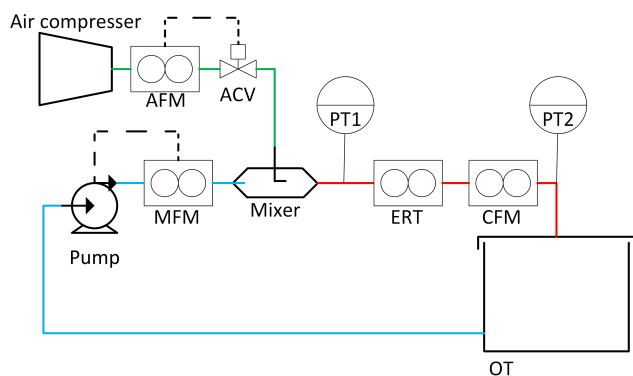 Air compresser
AFM
ACV
PT1
PT2
MFM
Mixer
ERT
CFM
Pump
OT